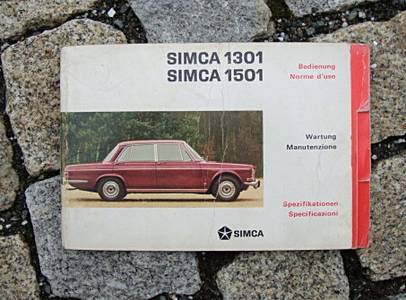 SIMCA 1301
SIMCA 1501
Bedienung
Norme d'uso
Wartung
Manutenzione
Spezifikationen
Specificazioni
SIMCA